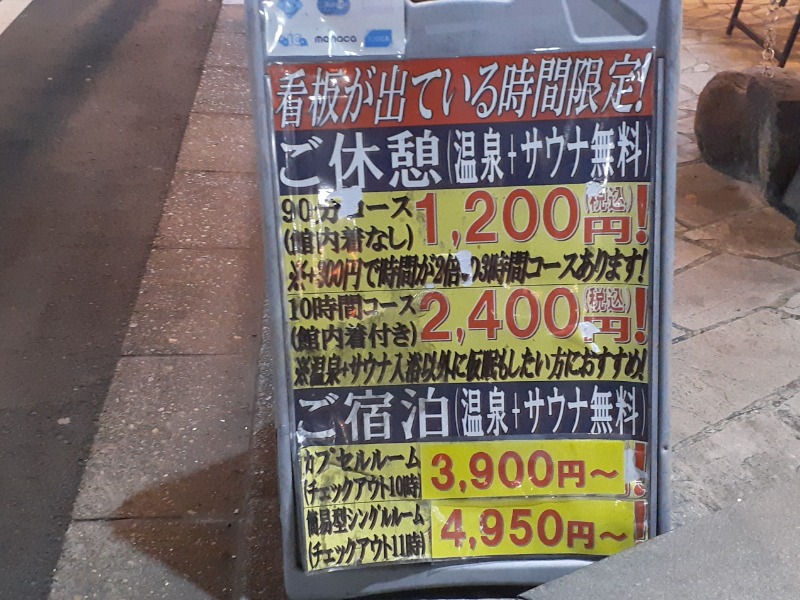 manaca
看板が出ている時間限定!
ご休憩(温泉+サウナ無料)
90分コース
(館内着なし)
1,200円(税込)!
※+300円で時間が2倍の3時間コースあります!
10時間コース
(館内着付き)
2,400円(税込)!
※温泉+サウナ入浴以外に仮眠もしたい方におすすめ!
ご宿泊(温泉+サウナ無料)
カプセルルーム
(チェックアウト10時)
3,900円～
簡易型シングルルーム
(チェックアウト11時)
4,950円～